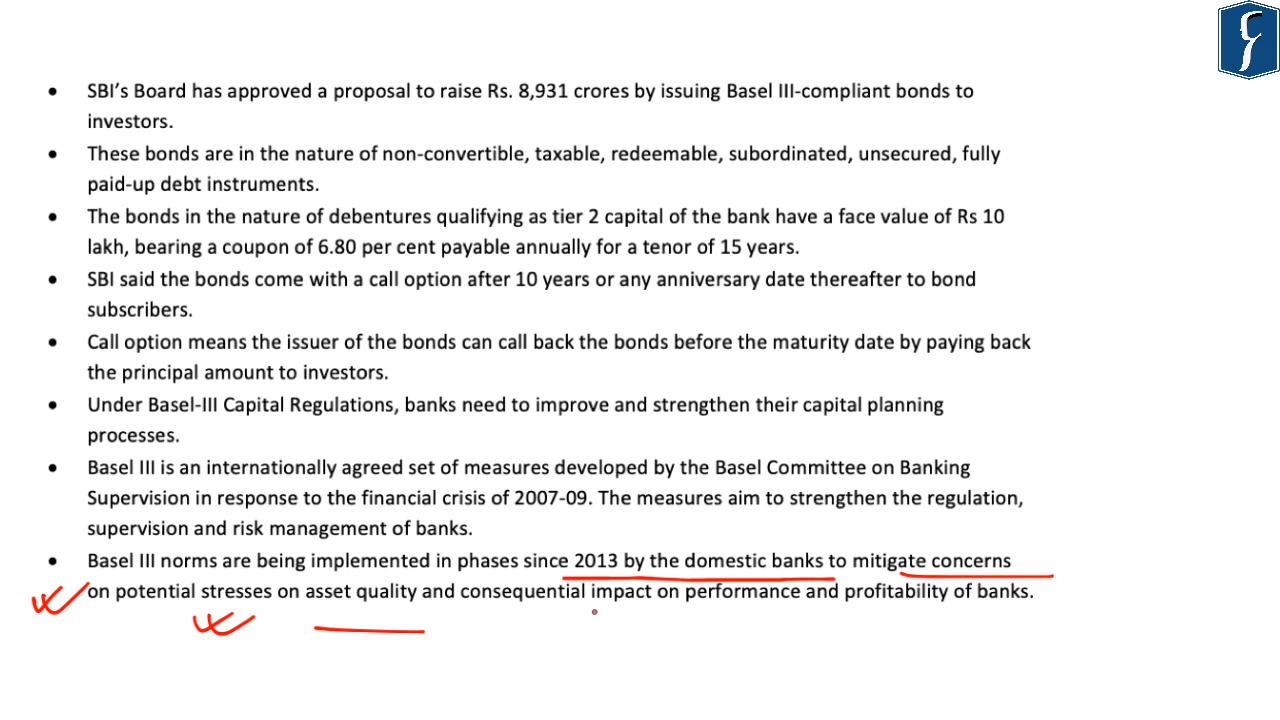 • SBI's Board has approved a proposal to raise Rs. 8,931 crores by issuing Basel III-compliant bonds to
investors.
• These bonds are in the nature of non-convertible, taxable, redeemable, subordinated, unsecured, fully
paid-up debt instruments.
• The bonds in the nature of debentures qualifying as tier 2 capital of the bank have a face value of Rs 10
lakh, bearing a coupon of 6.80 per cent payable annually for a tenor of 15 years.
• SBI said the bonds come with a call option after 10 years or any anniversary date thereafter to bond
subscribers.
• Call option means the issuer of the bonds can call back the bonds before the maturity date by paying back
the principal amount to investors.
• Under Basel-III Capital Regulations, banks need to improve and strengthen their capital planning
processes.
• Basel III is an internationally agreed set of measures developed by the Basel Committee on Banking
Supervision in response to the financial crisis of 2007-09. The measures aim to strengthen the regulation,
supervision and risk management of banks.
• Basel III norms are being implemented in phases since 2013 by the domestic banks to mitigate concerns
on potential stresses on asset quality and consequential impact on performance and profitability of banks.